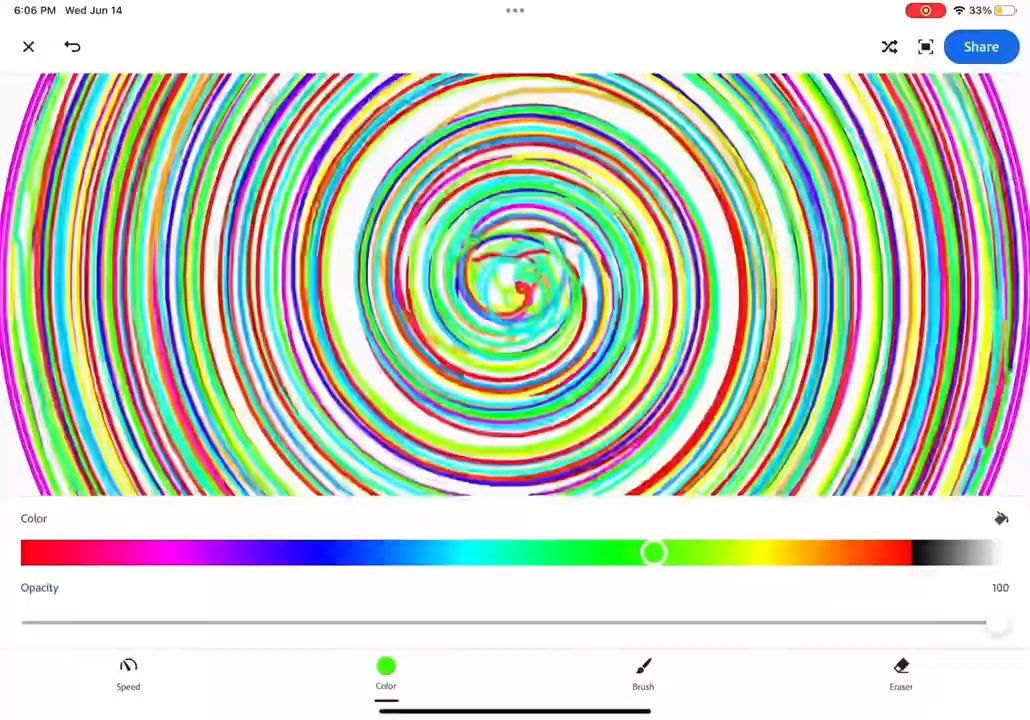 6:06 PM Wed Jun 14
33%
Share
Color
Opacity
100
Speed
Color
Brush
Eraser